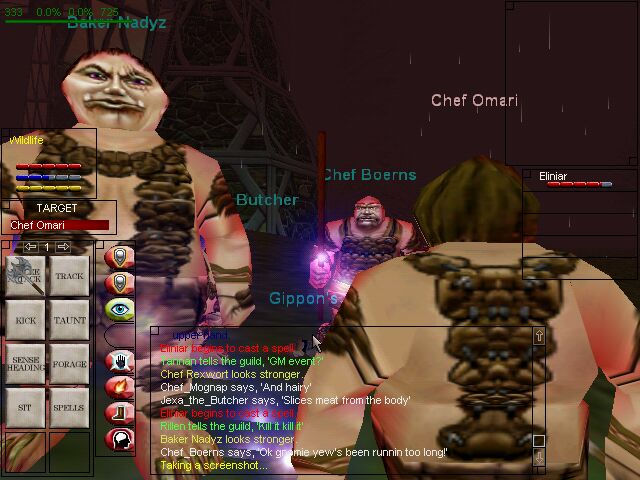 333 0.0% 0.0% 725
Baker Nadyz
Chef Omari
Wildlife
Chef Boerns
Eliniar
Butcher
TARGET
Chef Omari
1
TRACK
KICK
TAUNT
SENSE HEADING
FORAGE
SIT
SPELLS
Gippon's
upper hand.
Eliniar begins to cast a spell.
tells the guild, 'GM event?'
Chef Rexwort looks stronger.
Chef_Mognap says, 'And hairy'
Jexa_the_Butcher says, 'Slices meat from the body'
Eliniar begins to cast a spell.
Rillen tells the guild, 'Kill it kill it'
Baker Nadyz looks stronger.
Chef_Boerns says, 'Ok gnomie yew's been runnin too long!'
Taking a screenshot...